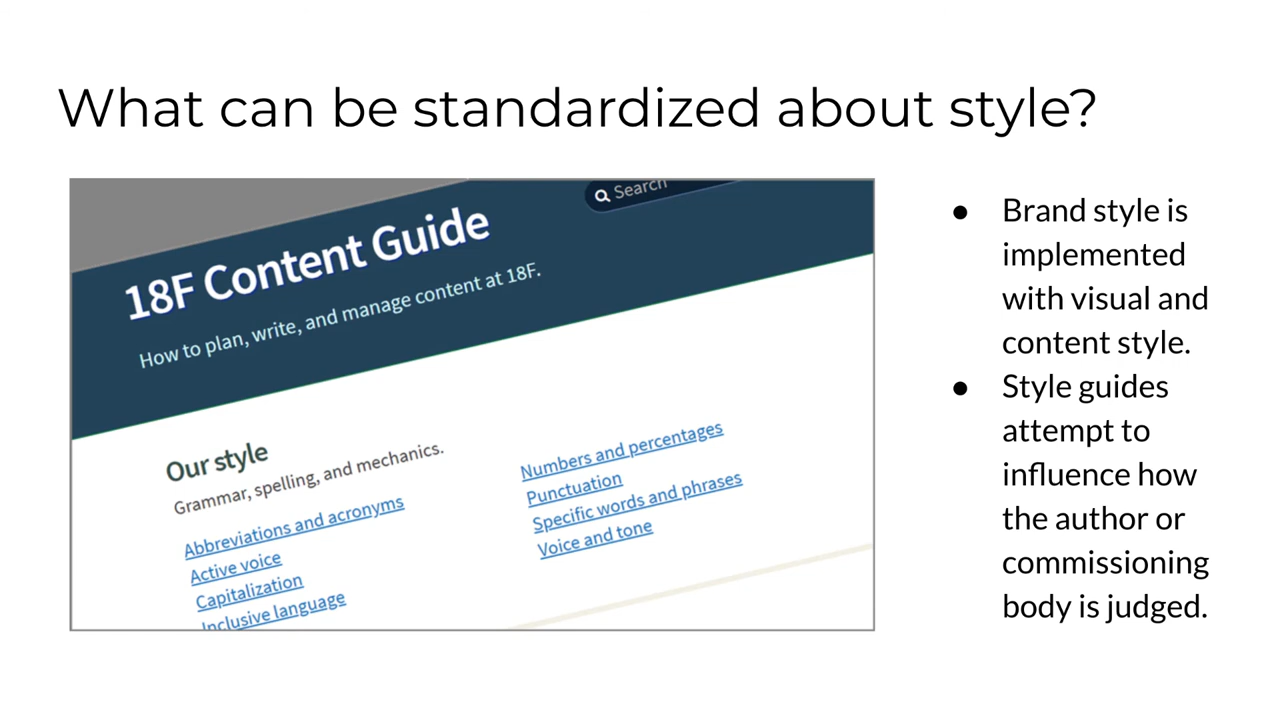 What can be standardized about style?
Search
18F Content Guide
How to plan, write, and manage content at 18F.
Our style
Grammar, spelling, and mechanics.
Abbreviations and acronyms
Active voice
Capitalization
Inclusive language
Numbers and percentages
Punctuation
Specific words and phrases
Voice and tone
● Brand style is
implemented
with visual and
content style.
● Style guides
attempt to
influence how
the author or
commissioning
body is judged.